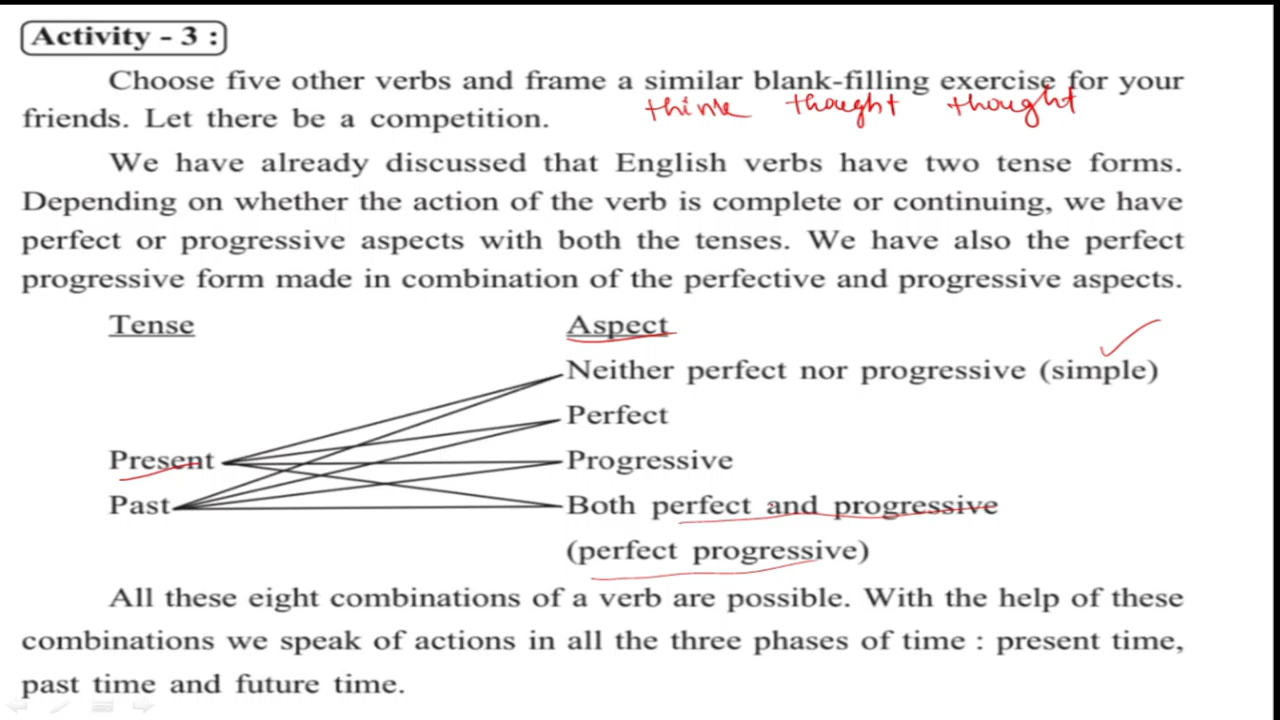 Activity - 3 :
Choose five other verbs and frame a similar blank-filling exercise for your
thine thought thought
friends. Let there be a competition.
We have already discussed that English verbs have two tense forms.
Depending on whether the action of the verb is complete or continuing, we have
perfect or progressive aspects with both the tenses. We have also the perfect
progressive form made in combination of the perfective and progressive aspects.
Tense Aspect
Neither perfect nor progressive (simple)
Perfect
Present Progressive
Past Both perfect and progressive
(perfect progressive)
All these eight combinations of a verb are possible. With the help of these
combinations we speak of actions in all the three phases of time : present time,
past time and future time.